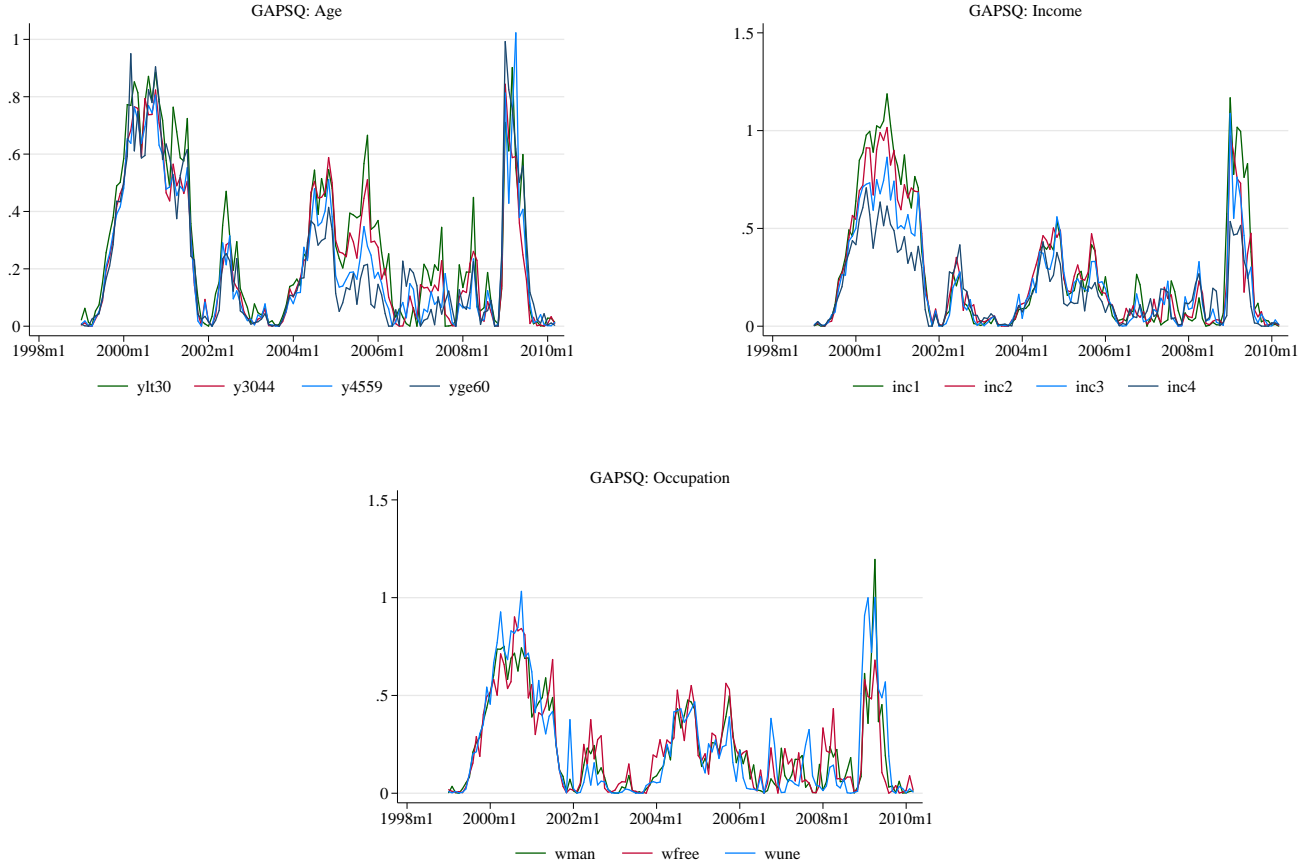 GAPSQ: Age
1
.8
.6
.4
.2
0
1998m1 2000m1 2002m1 2004m1 2006m1 2008m1 2010m1
ylt30 y3044 y4559 yge60
GAPSQ: Income
1.5
1
.5
0
1998m1 2000m1 2002m1 2004m1 2006m1 2008m1 2010m1
inc1 inc2 inc3 inc4
GAPSQ: Occupation
1.5
1
.5
0
1998m1 2000m1 2002m1 2004m1 2006m1 2008m1 2010m1
wman wfree wune